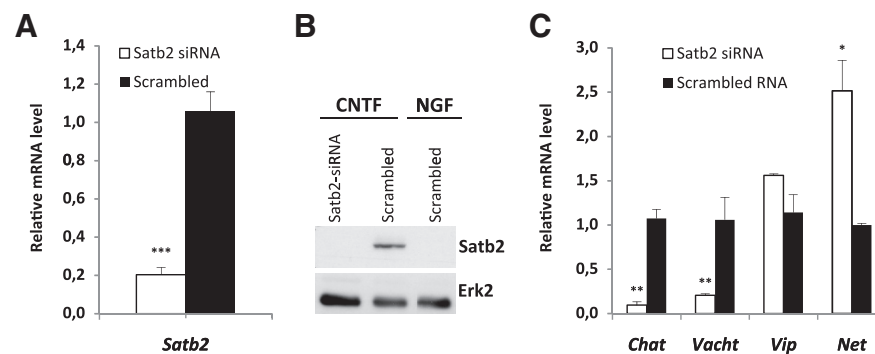 A
Relative mRNA level
1,4
1,2
1,0
0,8
0,6
0,4
0,2
0,0
Satb2 siRNA
Scrambled
***
Satb2
B
CNTF
NGF
Satb2-siRNA
Scrambled
Scrambled
Satb2
Erk2
C
Relative mRNA level
3,0
2,5
2,0
1,5
1,0
0,5
0,0
Satb2 siRNA
Scrambled RNA
**
**
*
Chat
Vacht
Vip
Net